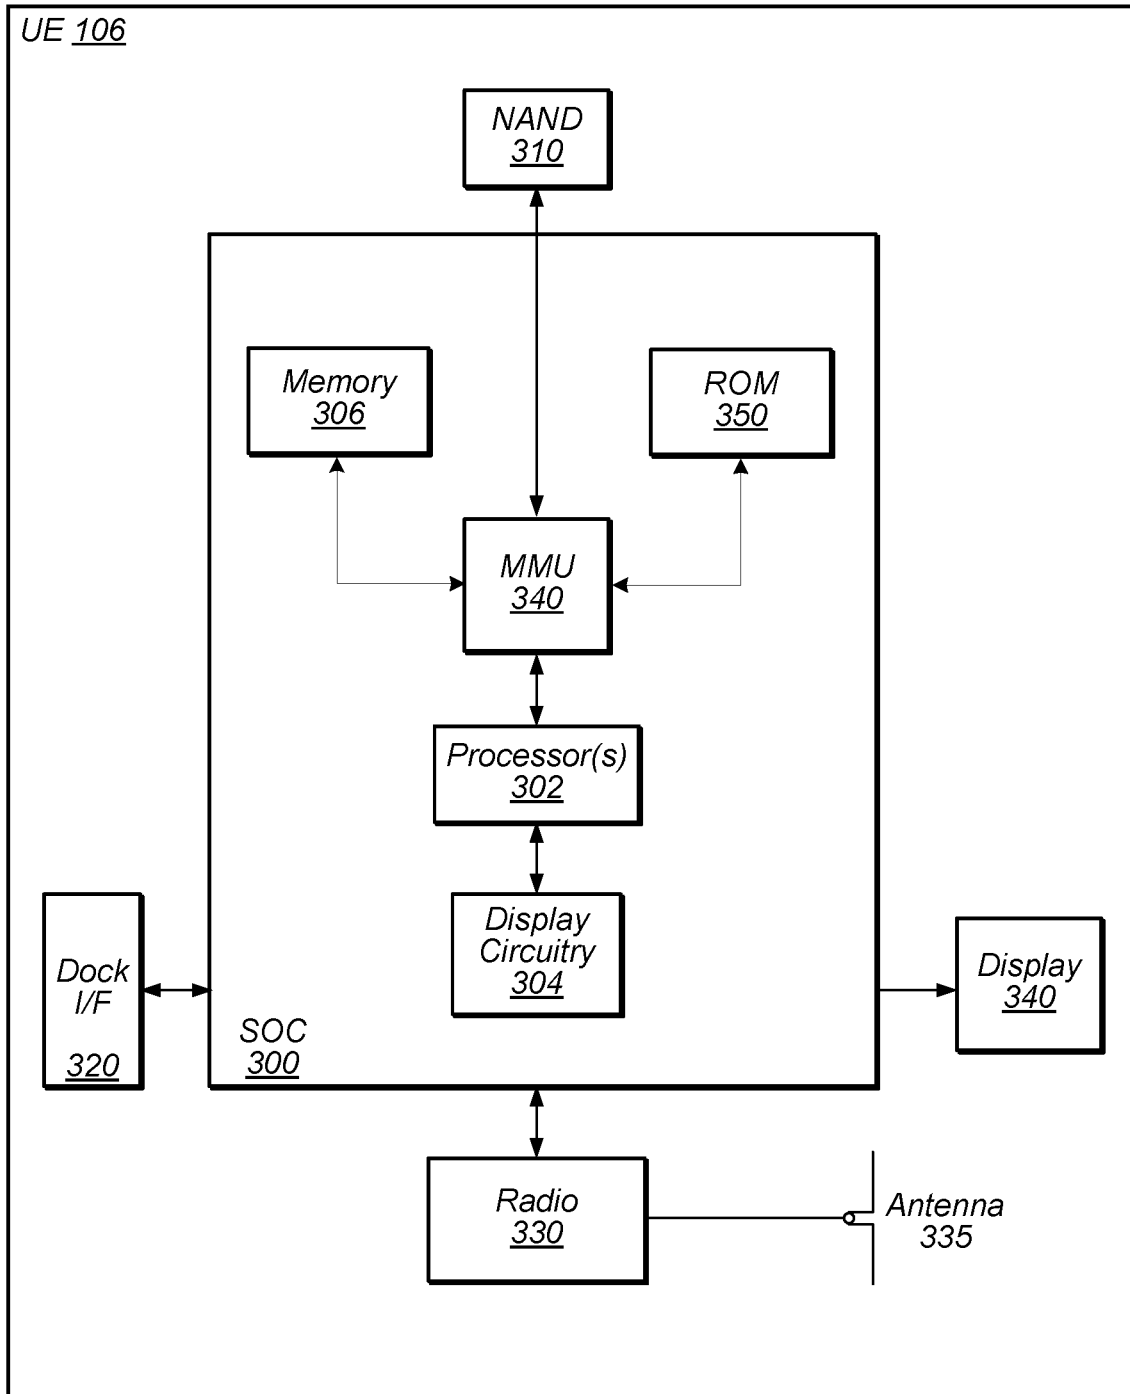 UE 106
NAND
310
Memory
306
ROM
350
MMU
340
Processor(s)
302
Display
Circuitry
304
Dock
I/F
320
SOC
300
Display
340
Radio
330
Antenna
335